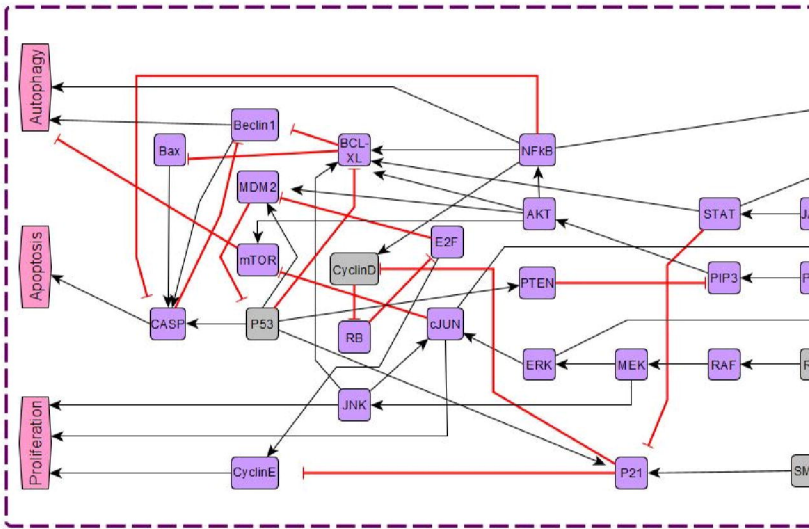 Autophagy
Beclin1
Bax
BCL-
XL
NFkB
MDM2
AKT
STAT
E2F
mTOR
CyclinD
Apoptosis
PTEN
PIP3
CASP
P53
RB
cJUN
ERK
MEK
RAF
JNK
Proliferation
CyclinE
P21
SM